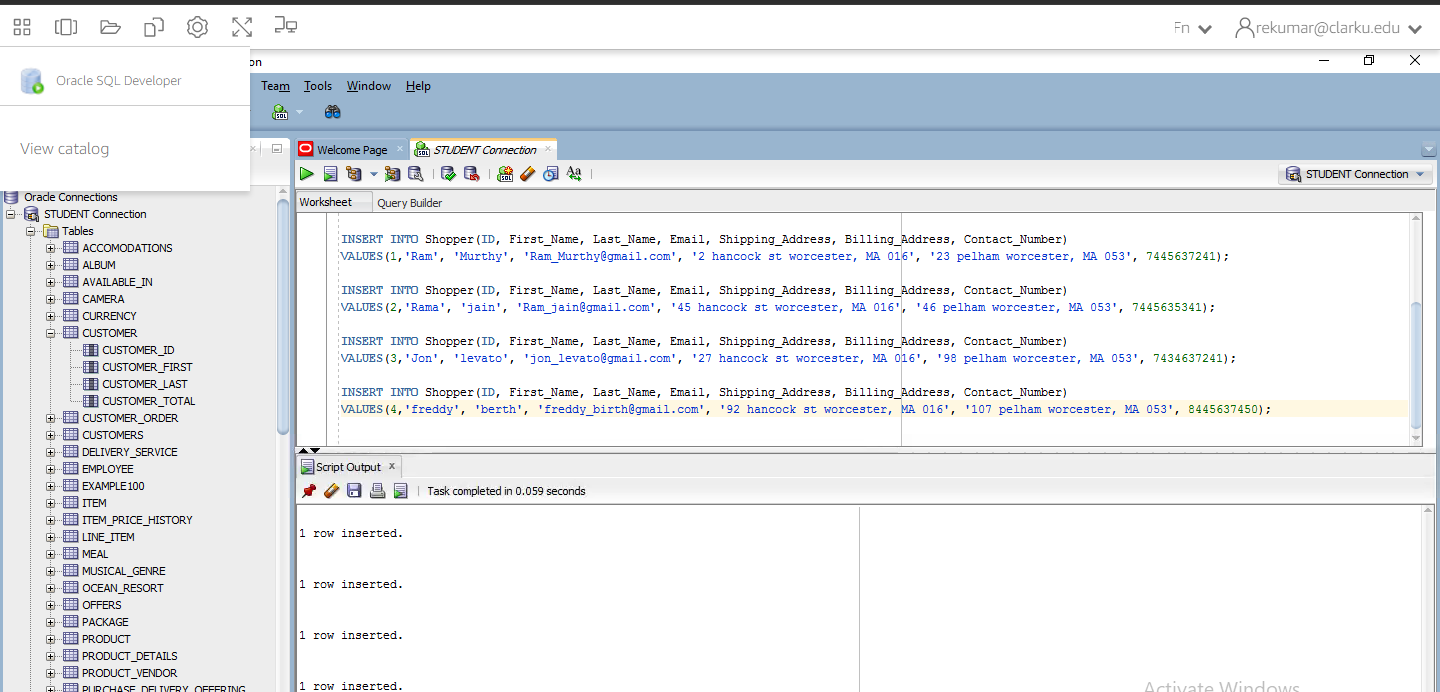 Fn
rekumar@clarku.edu
Oracle SQL Developer
on
Team Tools Window Help
View catalog
Welcome Page
STUDENT Connection
STUDENT Connection
Worksheet Query Builder
Oracle Connections
STUDENT Connection
Tables
ACCOMODATIONS
ALBUM
AVAILABLE_IN
CAMERA
CURRENCY
CUSTOMER
CUSTOMER_ID
CUSTOMER_FIRST
CUSTOMER_LAST
CUSTOMER_TOTAL
CUSTOMER_ORDER
CUSTOMERS
DELIVERY_SERVICE
EMPLOYEE
EXAMPLE100
ITEM
ITEM_PRICE_HISTORY
LINE_ITEM
MEAL
MUSICAL_GENRE
OCEAN_RESORT
OFFERS
PACKAGE
PRODUCT
PRODUCT_DETAILS
PRODUCT_VENDOR
PURCHASE_DELIVERY_OFFERING
INSERT INTO Shopper(ID, First_Name, Last_Name, Email, Shipping_Address, Billing_Address, Contact_Number)
VALUES(1,'Ram', 'Murthy', 'Ram_Murthy@gmail.com', '2 hancock st worcester, MA 016', '23 pelham worcester, MA 053', 7445637241);
INSERT INTO Shopper(ID, First_Name, Last_Name, Email, Shipping_Address, Billing_Address, Contact_Number)
VALUES(2,'Rama', 'jain', 'Ram_jain@gmail.com', '45 hancock st worcester, MA 016', '46 pelham worcester, MA 053', 7445635341);
INSERT INTO Shopper(ID, First_Name, Last_Name, Email, Shipping_Address, Billing_Address, Contact_Number)
VALUES(3,'Jon', 'levato', 'jon_levato@gmail.com', '27 hancock st worcester, MA 016', '98 pelham worcester, MA 053', 7434637241);
INSERT INTO Shopper(ID, First_Name, Last_Name, Email, Shipping_Address, Billing_Address, Contact_Number)
VALUES(4,'freddy', 'berth', 'freddy_birth@gmail.com', '92 hancock st worcester, MA 016', '107 pelham worcester, MA 053', 8445637450);
Script Output
Task completed in 0.059 seconds
1 row inserted.
1 row inserted.
1 row inserted.
1 row inserted.
Activate Windows